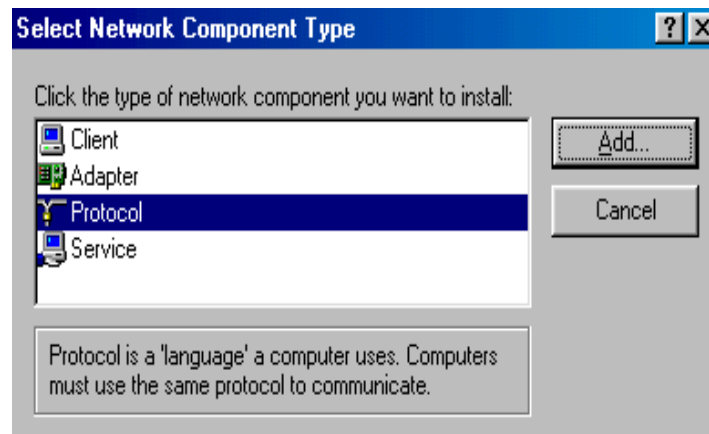 Select Network Component Type
Click the type of network component you want to install:
Client
Adapter
Protocol
Service
Add...
Cancel
Protocol is a 'language' a computer uses. Computers
must use the same protocol to communicate.